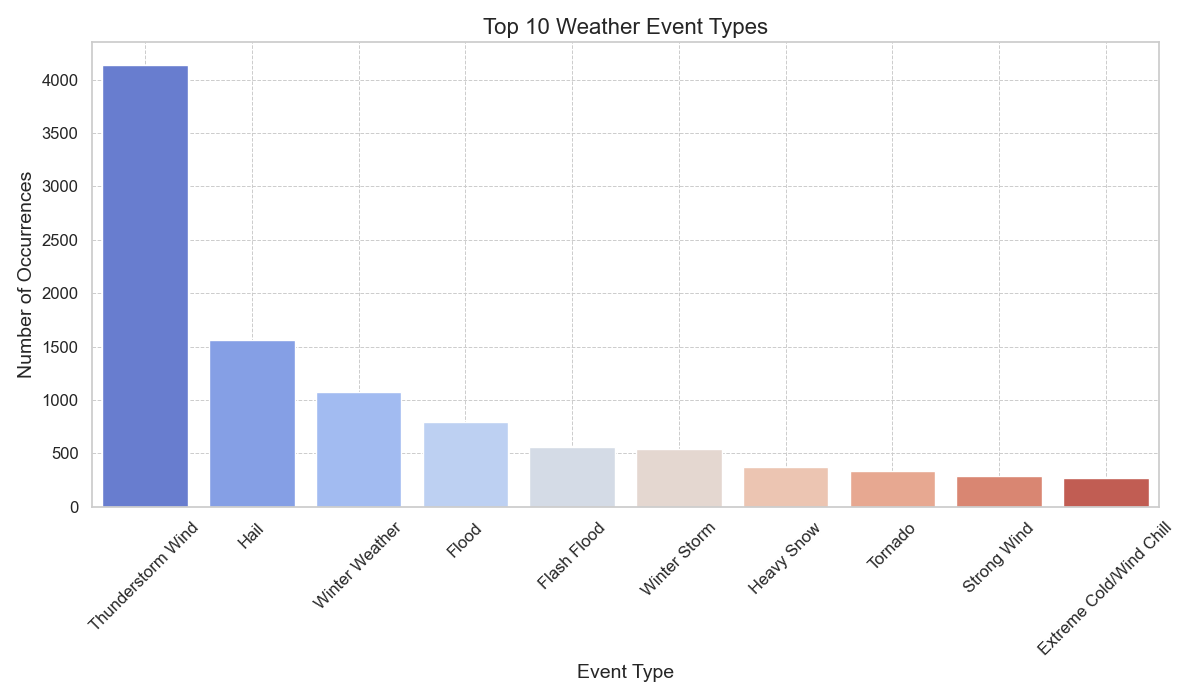 Top 10 Weather Event Types
Number of Occurrences
4000
3500
3000
2500
2000
1500
1000
500
0
Thunderstorm Wind
Hail
Winter Weather
Flood
Flash Flood
Winter Storm
Heavy Snow
Tornado
Strong Wind
Extreme Cold/Wind Chill
Event Type